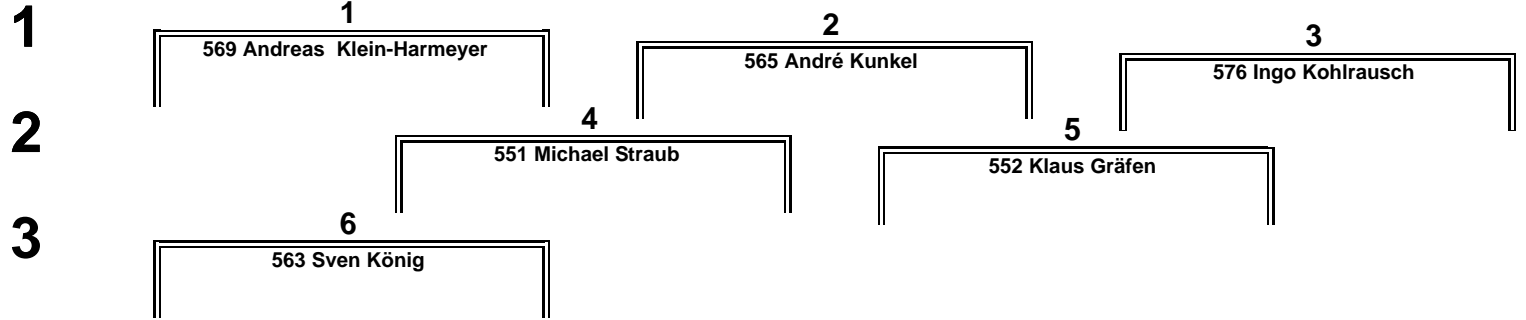 1
1
569 Andreas  Klein-Harmeyer
2
565 André Kunkel
3
576 Ingo Kohlrausch
2
4
551 Michael Straub
5
552 Klaus Gräfen
3
6
563 Sven König